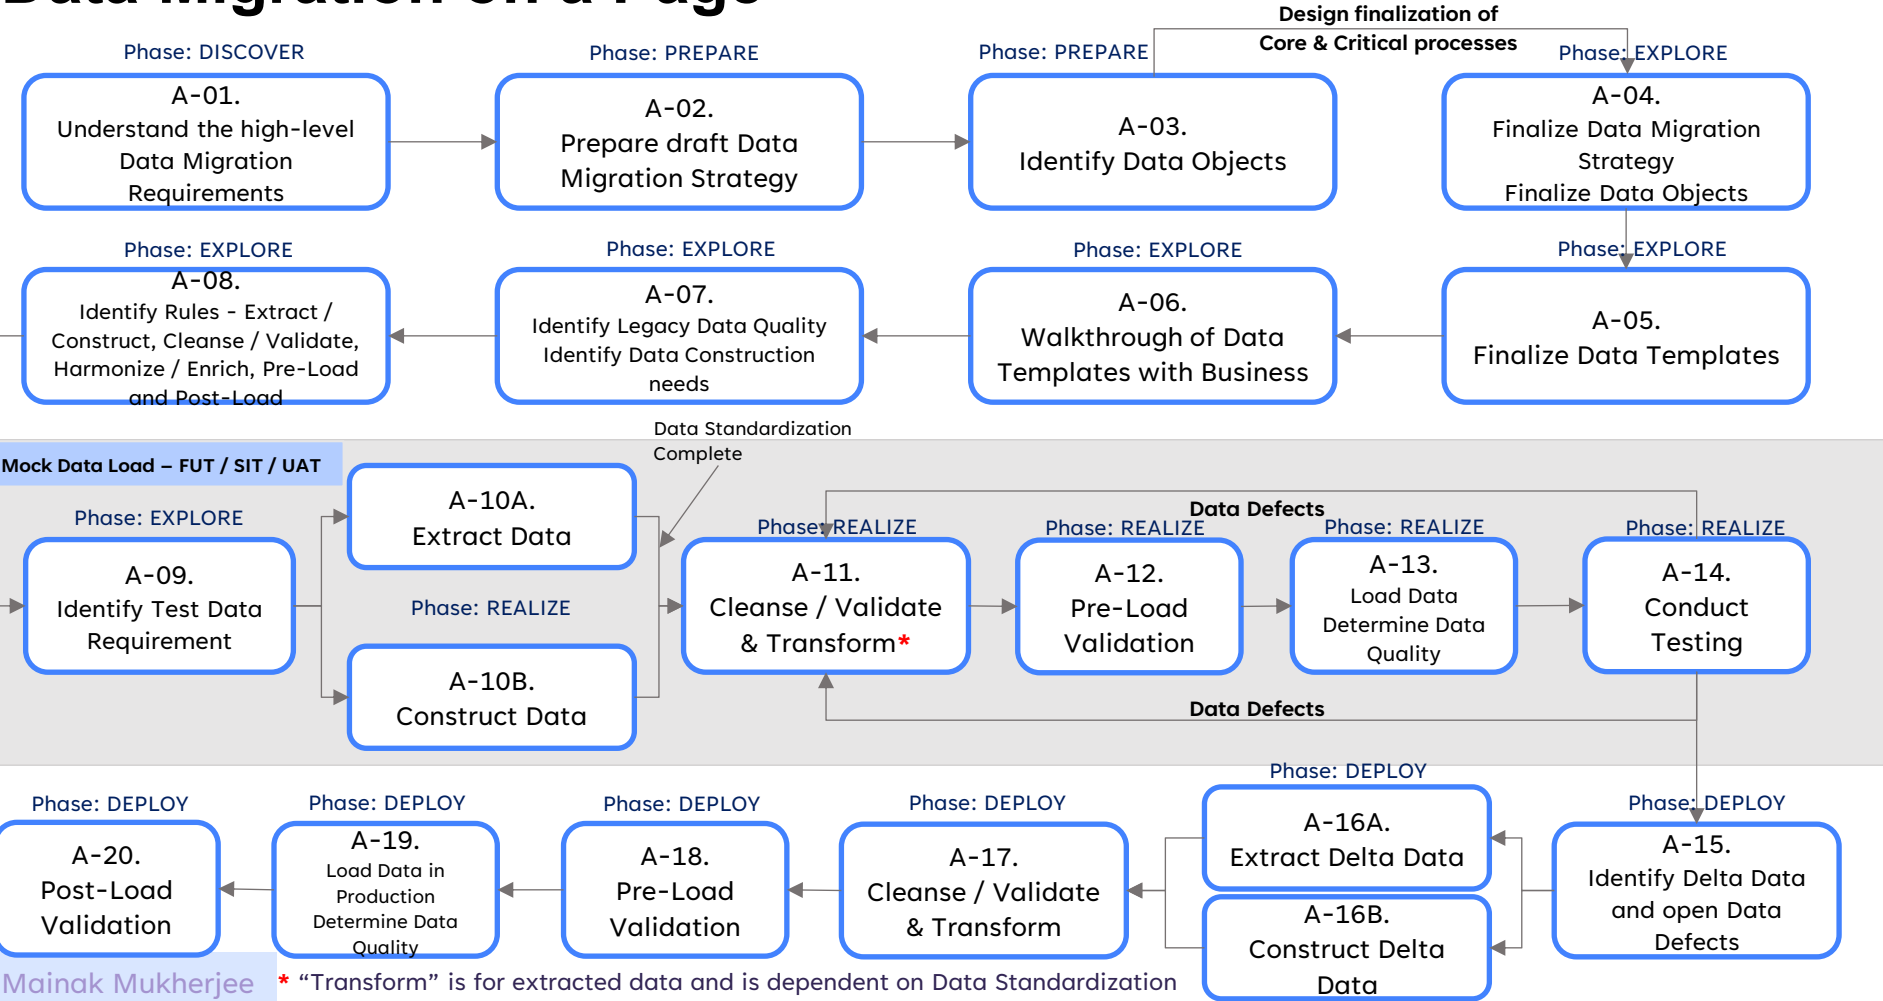 Data Migration on a Page
Design finalization of
Core & Critical processes
Phase: DISCOVER
A-01.
Understand the high-level
Data Migration
Requirements
Phase: PREPARE
A-02.
Prepare draft Data
Migration Strategy
Phase: PREPARE
A-03.
Identify Data Objects
Phase: EXPLORE
A-04.
Finalize Data Migration
Strategy
Finalize Data Objects
Phase: EXPLORE
A-08.
Identify Rules - Extract /
Construct, Cleanse / Validate,
Harmonize / Enrich, Pre-Load
and Post-Load
Phase: EXPLORE
A-07.
Identify Legacy Data Quality
Identify Data Construction
needs
Phase: EXPLORE
A-06.
Walkthrough of Data
Templates with Business
Phase: EXPLORE
A-05.
Finalize Data Templates
Data Standardization
Complete
Mock Data Load – FUT / SIT / UAT
Phase: EXPLORE
A-09.
Identify Test Data
Requirement
A-10A.
Extract Data
Phase: REALIZE
A-10B.
Construct Data
Data Defects
Phase: REALIZE
A-11.
Cleanse / Validate
& Transform*
Phase: REALIZE
A-12.
Pre-Load
Validation
Phase: REALIZE
A-13.
Load Data
Determine Data
Quality
Phase: REALIZE
A-14.
Conduct
Testing
Data Defects
Phase: DEPLOY
A-20.
Post-Load
Validation
Phase: DEPLOY
A-19.
Load Data in
Production
Determine Data
Quality
Phase: DEPLOY
A-18.
Pre-Load
Validation
Phase: DEPLOY
A-17.
Cleanse / Validate
& Transform
Phase: DEPLOY
A-16A.
Extract Delta Data
A-16B.
Construct Delta
Data
Phase: DEPLOY
A-15.
Identify Delta Data
and open Data
Defects
Mainak Mukherjee
* “Transform” is for extracted data and is dependent on Data Standardization